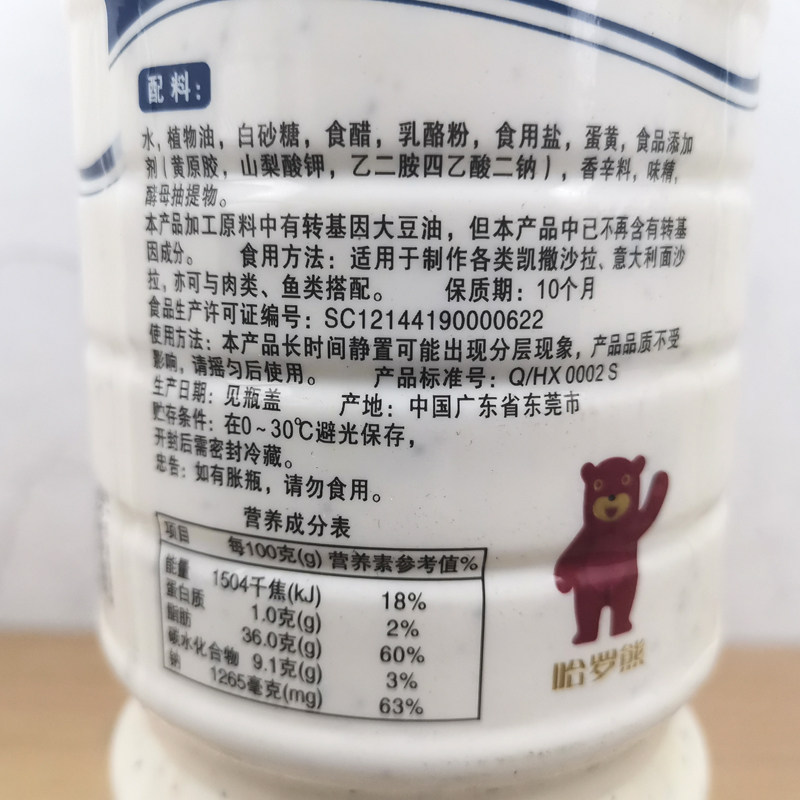 配料：
水，植物油，白砂糖，食醋，乳酪粉，食用盐，蛋黄，食品添加
剂（黄原胶，山梨酸钾，乙二胺四乙酸二钠），香辛料，味精，
酵母抽提物。
本产品加工原料中有转基因大豆油，但本产品中已不再含有转基
因成分。 食用方法：适用于制作各类凯撒沙拉、意大利面沙
拉，亦可与肉类、鱼类搭配。 保质期：10个月
食品生产许可证编号：SC12144190000622
使用方法：本产品长时间静置可能出现分层现象，产品品质不受
影响，请摇匀后使用。 产品标准号：Q/HX 0002 S
生产日期：见瓶盖 产地：中国广东省东莞市
贮存条件：在0~30℃避光保存，
开封后需密封冷藏。
忠告：如有胀瓶，请勿食用。
营养成分表
项目 每100克(g) 营养素参考值%
能量 1504千焦(kJ) 18%
蛋白质 1.0克(g) 2%
脂肪 36.0克(g) 60%
碳水化合物 9.1克(g) 3%
钠 1265毫克(mg) 63%
哈罗熊